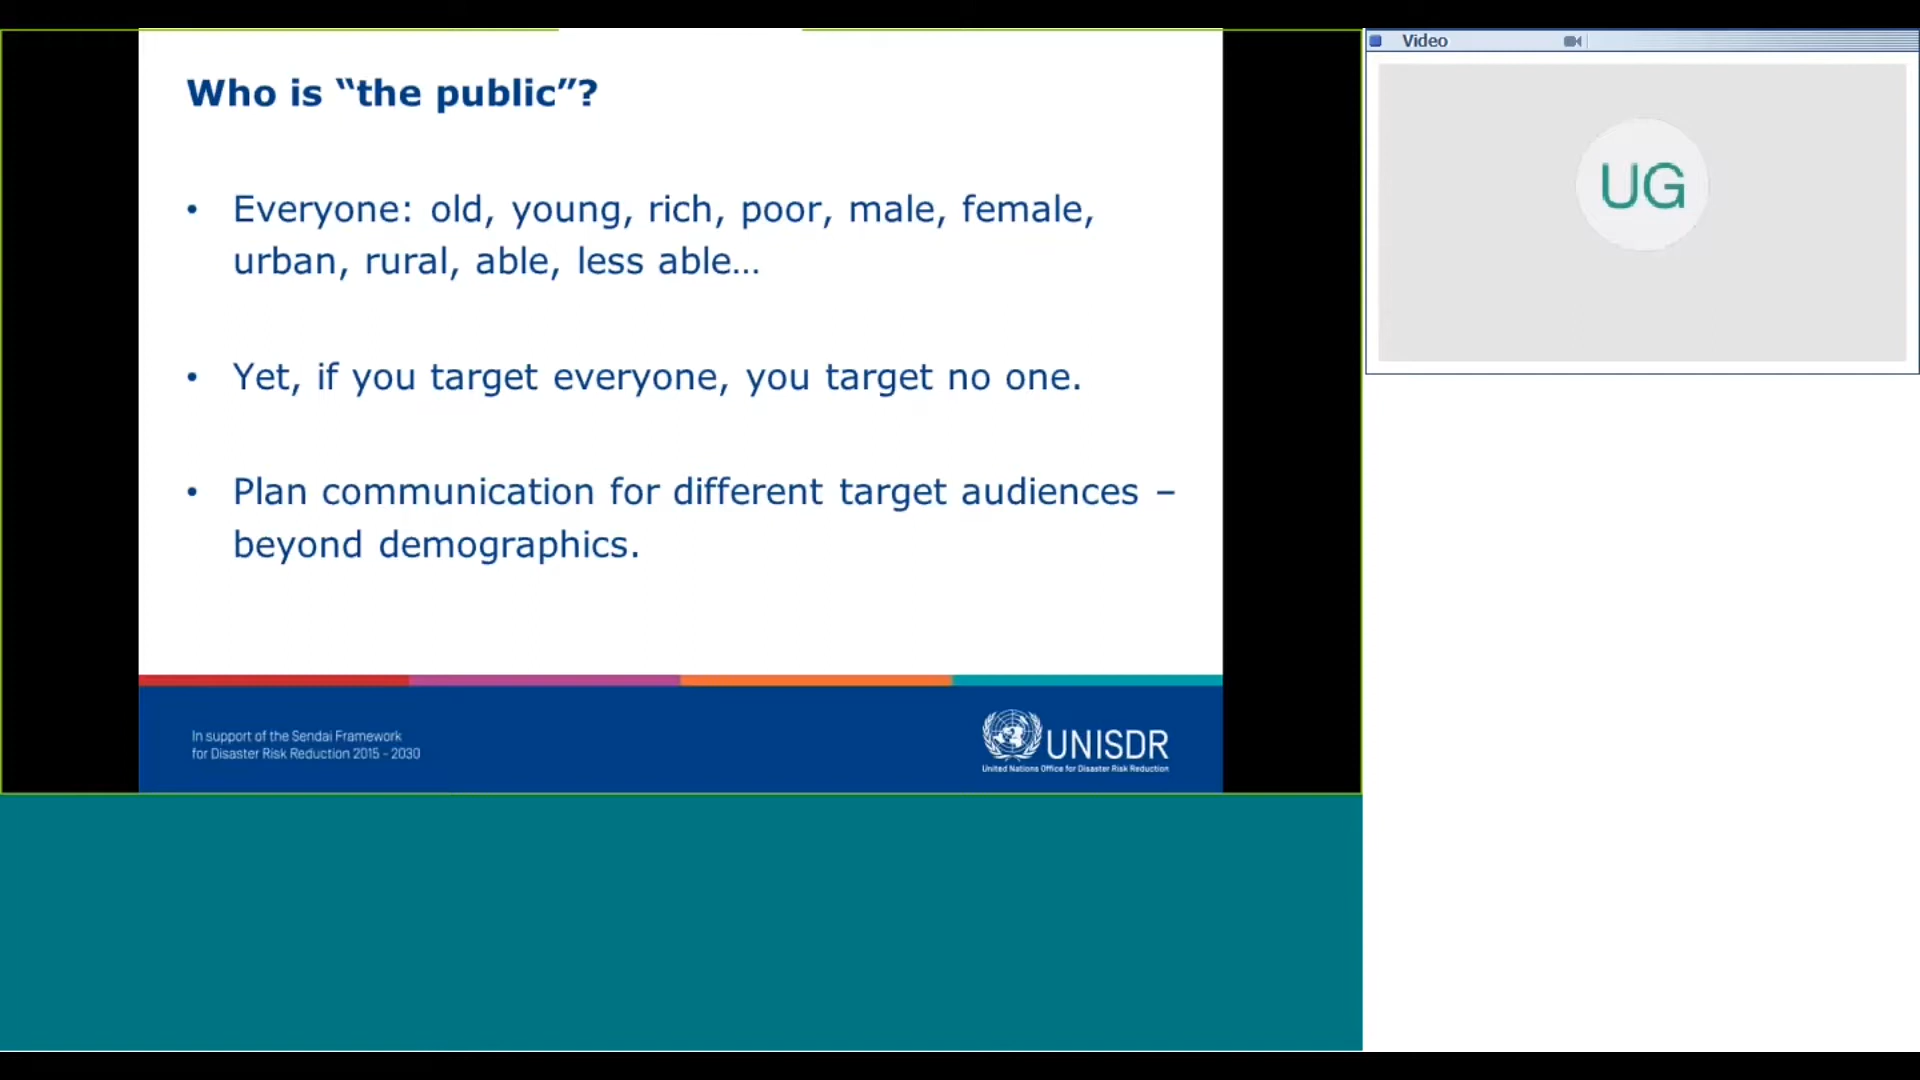 Who is “the public”?
• Everyone: old, young, rich, poor, male, female,
urban, rural, able, less able…
• Yet, if you target everyone, you target no one.
• Plan communication for different target audiences –
beyond demographics.
In support of the Sendai Framework
for Disaster Risk Reduction 2015 - 2030
UNISDR
United Nations Office for Disaster Risk Reduction
Video
UG